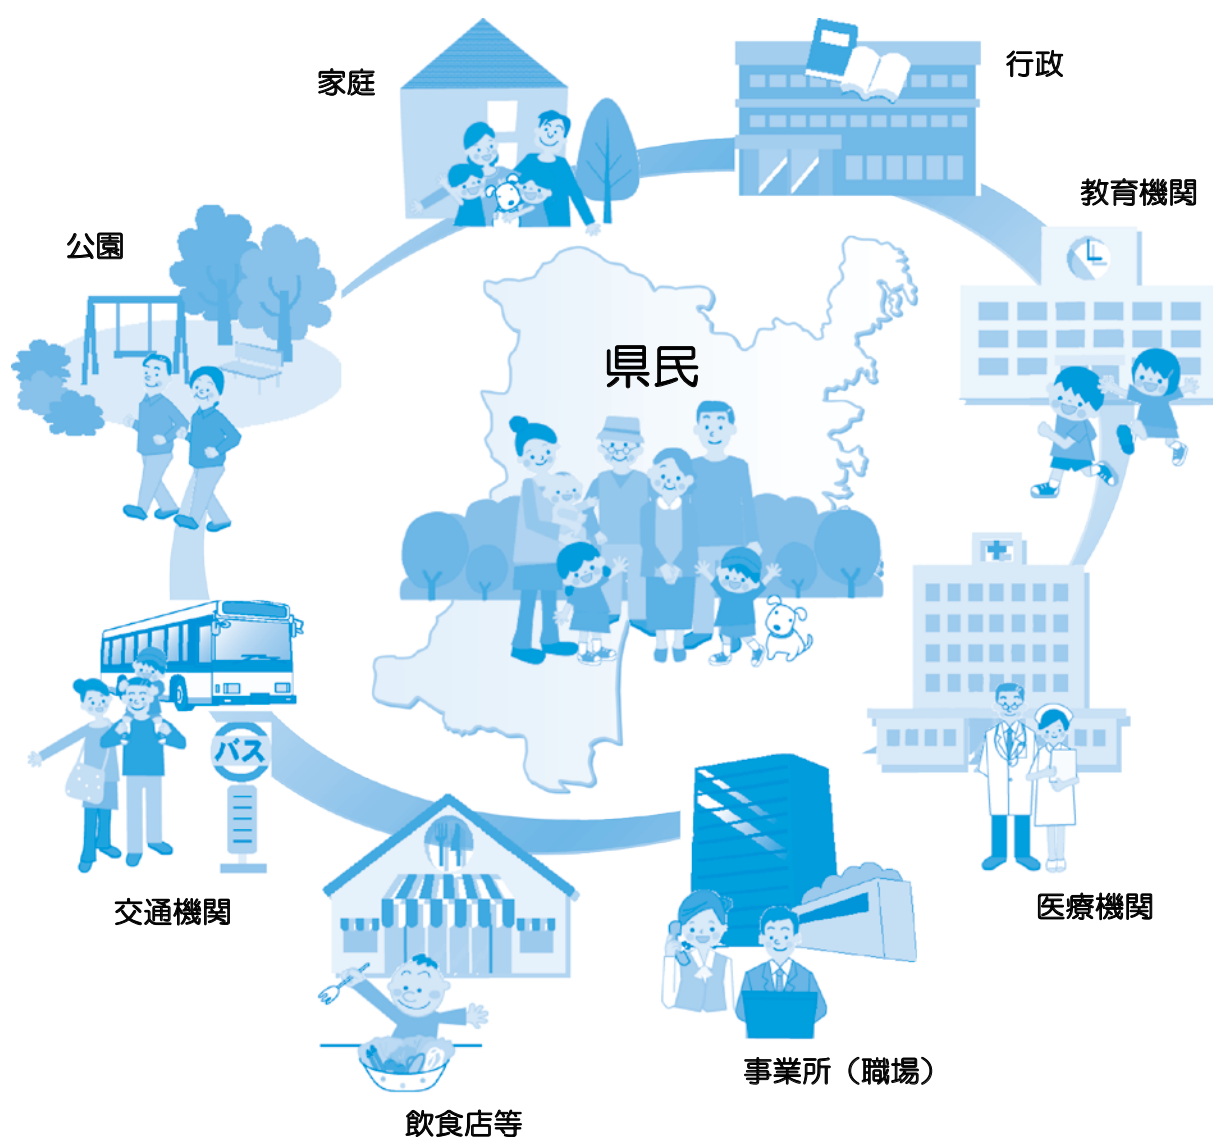 家庭
行政
教育機関
公園
県民
バス
交通機関
医療機関
事業所（職場）
飲食店等